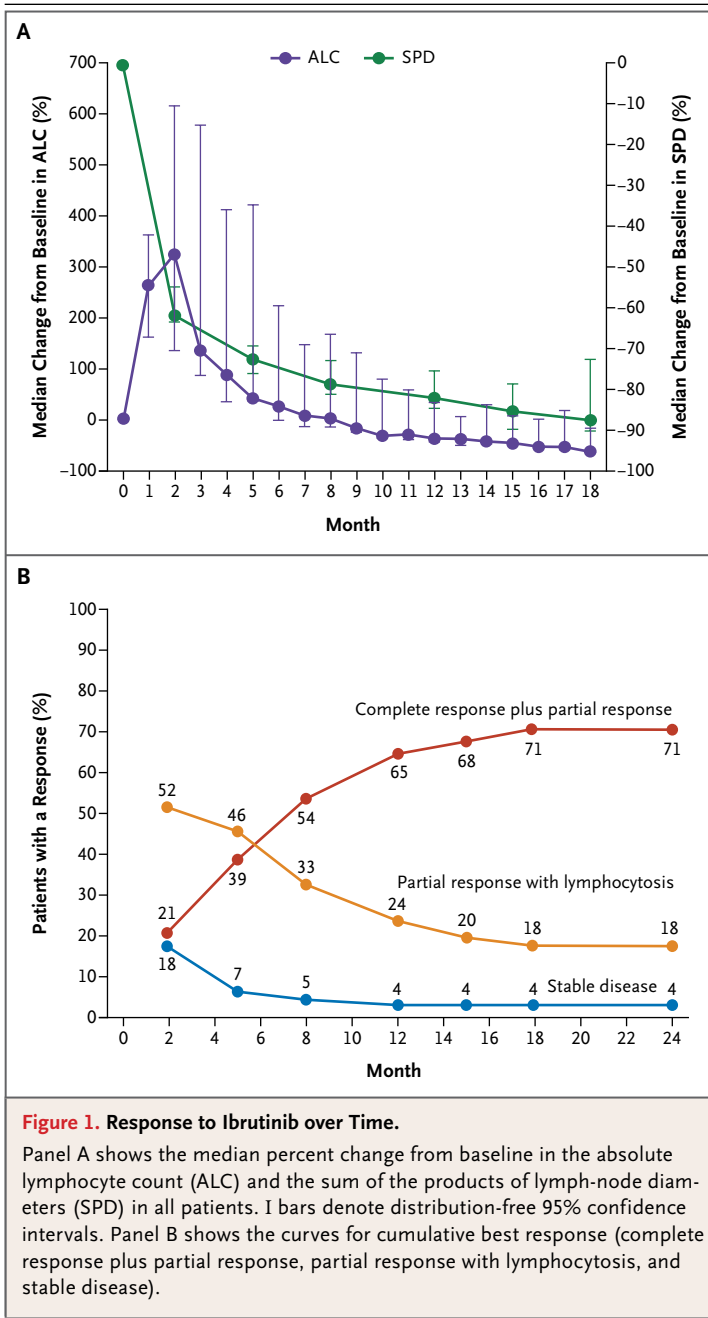 A
ALC
SPD
Median Change from Baseline in ALC (%)
700
600
500
400
300
200
100
0
−100
Median Change from Baseline in SPD (%)
0
−10
−20
−30
−40
−50
−60
−70
−80
−90
−100
0 1 2 3 4 5 6 7 8 9 10 11 12 13 14 15 16 17 18
Month
B
Patients with a Response (%)
100
90
80
70
60
50
40
30
20
10
0
Complete response plus partial response
21 39 54 65 68 71 71
Partial response with lymphocytosis
52 46 33 24 20 18 18
Stable disease
18 7 5 4 4 4 4
0 2 4 6 8 10 12 14 16 18 20 22 24
Month
Figure 1. Response to Ibrutinib over Time.
Panel A shows the median percent change from baseline in the absolute
lymphocyte count (ALC) and the sum of the products of lymph-node diam-
eters (SPD) in all patients. I bars denote distribution-free 95% confidence
intervals. Panel B shows the curves for cumulative best response (complete
response plus partial response, partial response with lymphocytosis, and
stable disease).